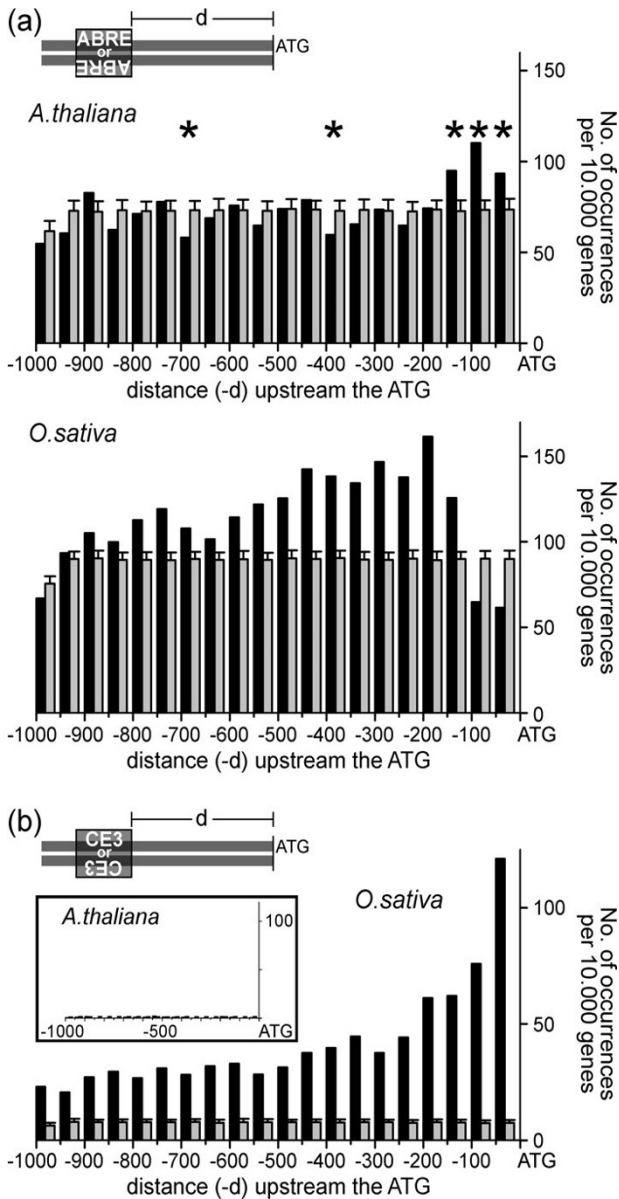 (a)
d
ABRE
or
ABRE
ATG
A.thaliana
* * * * *
150
100
50
0
No. of occurrences
per 10.000 genes
-1000 -900 -800 -700 -600 -500 -400 -300 -200 -100 ATG
distance (-d) upstream the ATG
O.sativa
150
100
50
0
No. of occurrences
per 10.000 genes
-1000 -900 -800 -700 -600 -500 -400 -300 -200 -100 ATG
distance (-d) upstream the ATG
(b)
d
CE3
or
CE3
ATG
A.thaliana
100
-1000 -500 ATG
O.sativa
100
50
0
No. of occurrences
per 10.000 genes
-1000 -900 -800 -700 -600 -500 -400 -300 -200 -100 ATG
distance (-d) upstream the ATG